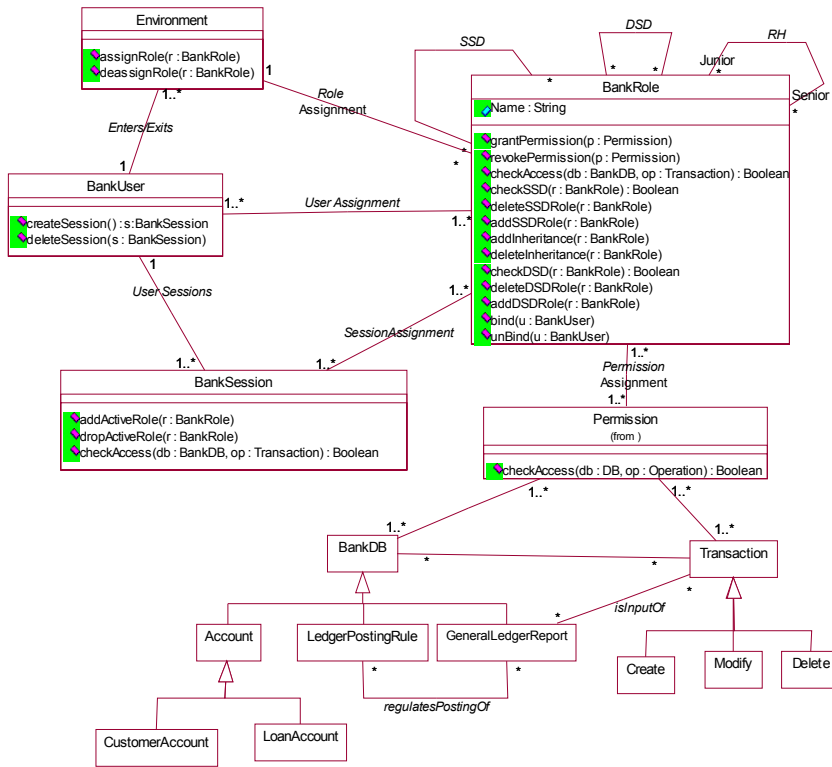 Environment
assignRole(r : BankRole)
deassignRole(r : BankRole)
1..*
1
Role
Assignment
*
*
SSD
*
DSD
*
*
RH
Junior
*
Senior
*
BankRole
Name : String
grantPermission(p : Permission)
revokePermission(p : Permission)
checkAccess(db : BankDB, op : Transaction) : Boolean
checkSSD(r : BankRole) : Boolean
deleteSSDRole(r : BankRole)
addSSDRole(r : BankRole)
addInheritance(r : BankRole)
deleteInheritance(r : BankRole)
checkDSD(r : BankRole) : Boolean
deleteDSDRole(r : BankRole)
addDSDRole(r : BankRole)
bind(u : BankUser)
unBind(u : BankUser)
Enters/Exits
1
BankUser
createSession() : s:BankSession
deleteSession(s : BankSession)
1..*
User Assignment
1..*
1
User Sessions
1..*
1..*
SessionAssignment
1..*
BankSession
addActiveRole(r : BankRole)
dropActiveRole(r : BankRole)
checkAccess(db : BankDB, op : Transaction) : Boolean
1..*
Permission
Assignment
1..*
Permission
(from )
checkAccess(db : DB, op : Operation) : Boolean
1..*
1..*
1..*
1..*
BankDB
*
*
Transaction
*
isInputOf
*
Account
LedgerPostingRule
GeneralLedgerReport
*
*
regulatesPostingOf
Create
Modify
Delete
CustomerAccount
LoanAccount